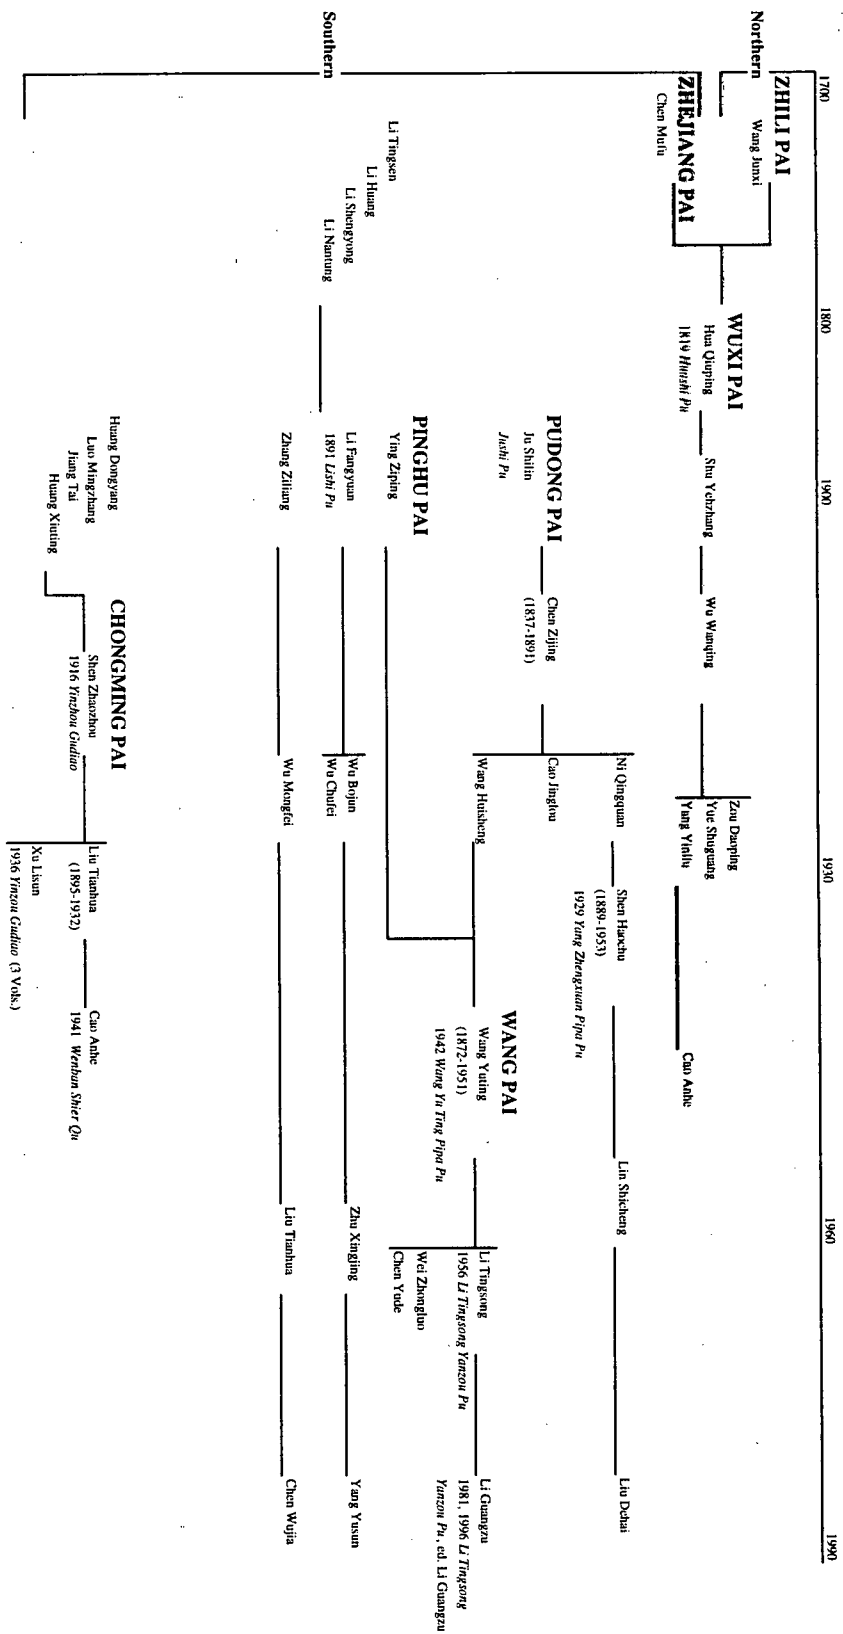 1700
1800
1900
1930
1960
1990
Northern
ZHILI PAI
Wang Junxi
ZHEJIANG PAI
Chen Mufu
WUXI PAI
Hua Qiuping
1819 Huashi Pu
Shu Yehzhang
Wu Wanqing
Zou Daoping
Yue Shuguang
Yang Yinliu
Cao Anhe
Southern
PUDONG PAI
Ju Shilin
Jushi Pu
Chen Zijing
(1837-1891)
Ni Qingquan
Cao Jinglou
Wang Huisheng
Shen Haochu
(1889-1953)
1929 Yang Zhengxuan Pipa Pu
Lin Shicheng
Liu Dehai
WANG PAI
Wang Yuting
(1872-1951)
1942 Wang Yu Ting Pipa Pu
Li Tingsong
1956 Li Tingsong Yanzou Pu
Wei Zhongluo
Chen Yude
Li Guangzu
1981, 1996 Li Tingsong
Yanzou Pu, ed. Li Guangzu
PINGHU PAI
Ying Ziping
Li Tingsen
Li Huang
Li Shengyong
Li Nantung
Li Fangyuan
1891 Lishi Pu
Wu Bojun
Wu Chufei
Zhu Xingjing
Yang Yusun
Zhang Ziliang
Wu Mongfei
Liu Tianhua
Chen Wujia
CHONGMING PAI
Huang Dongyang
Luo Mingzhang
Jiang Tai
Huang Xiuting
Shen Zhaozhou
1916 Yinzhou Gudiao
Liu Tianhua
(1895-1932)
Xu Lisun
1936 Yinzou Gudiao (3 Vols.)
Cao Anhe
1941 Wenban Shier Qu